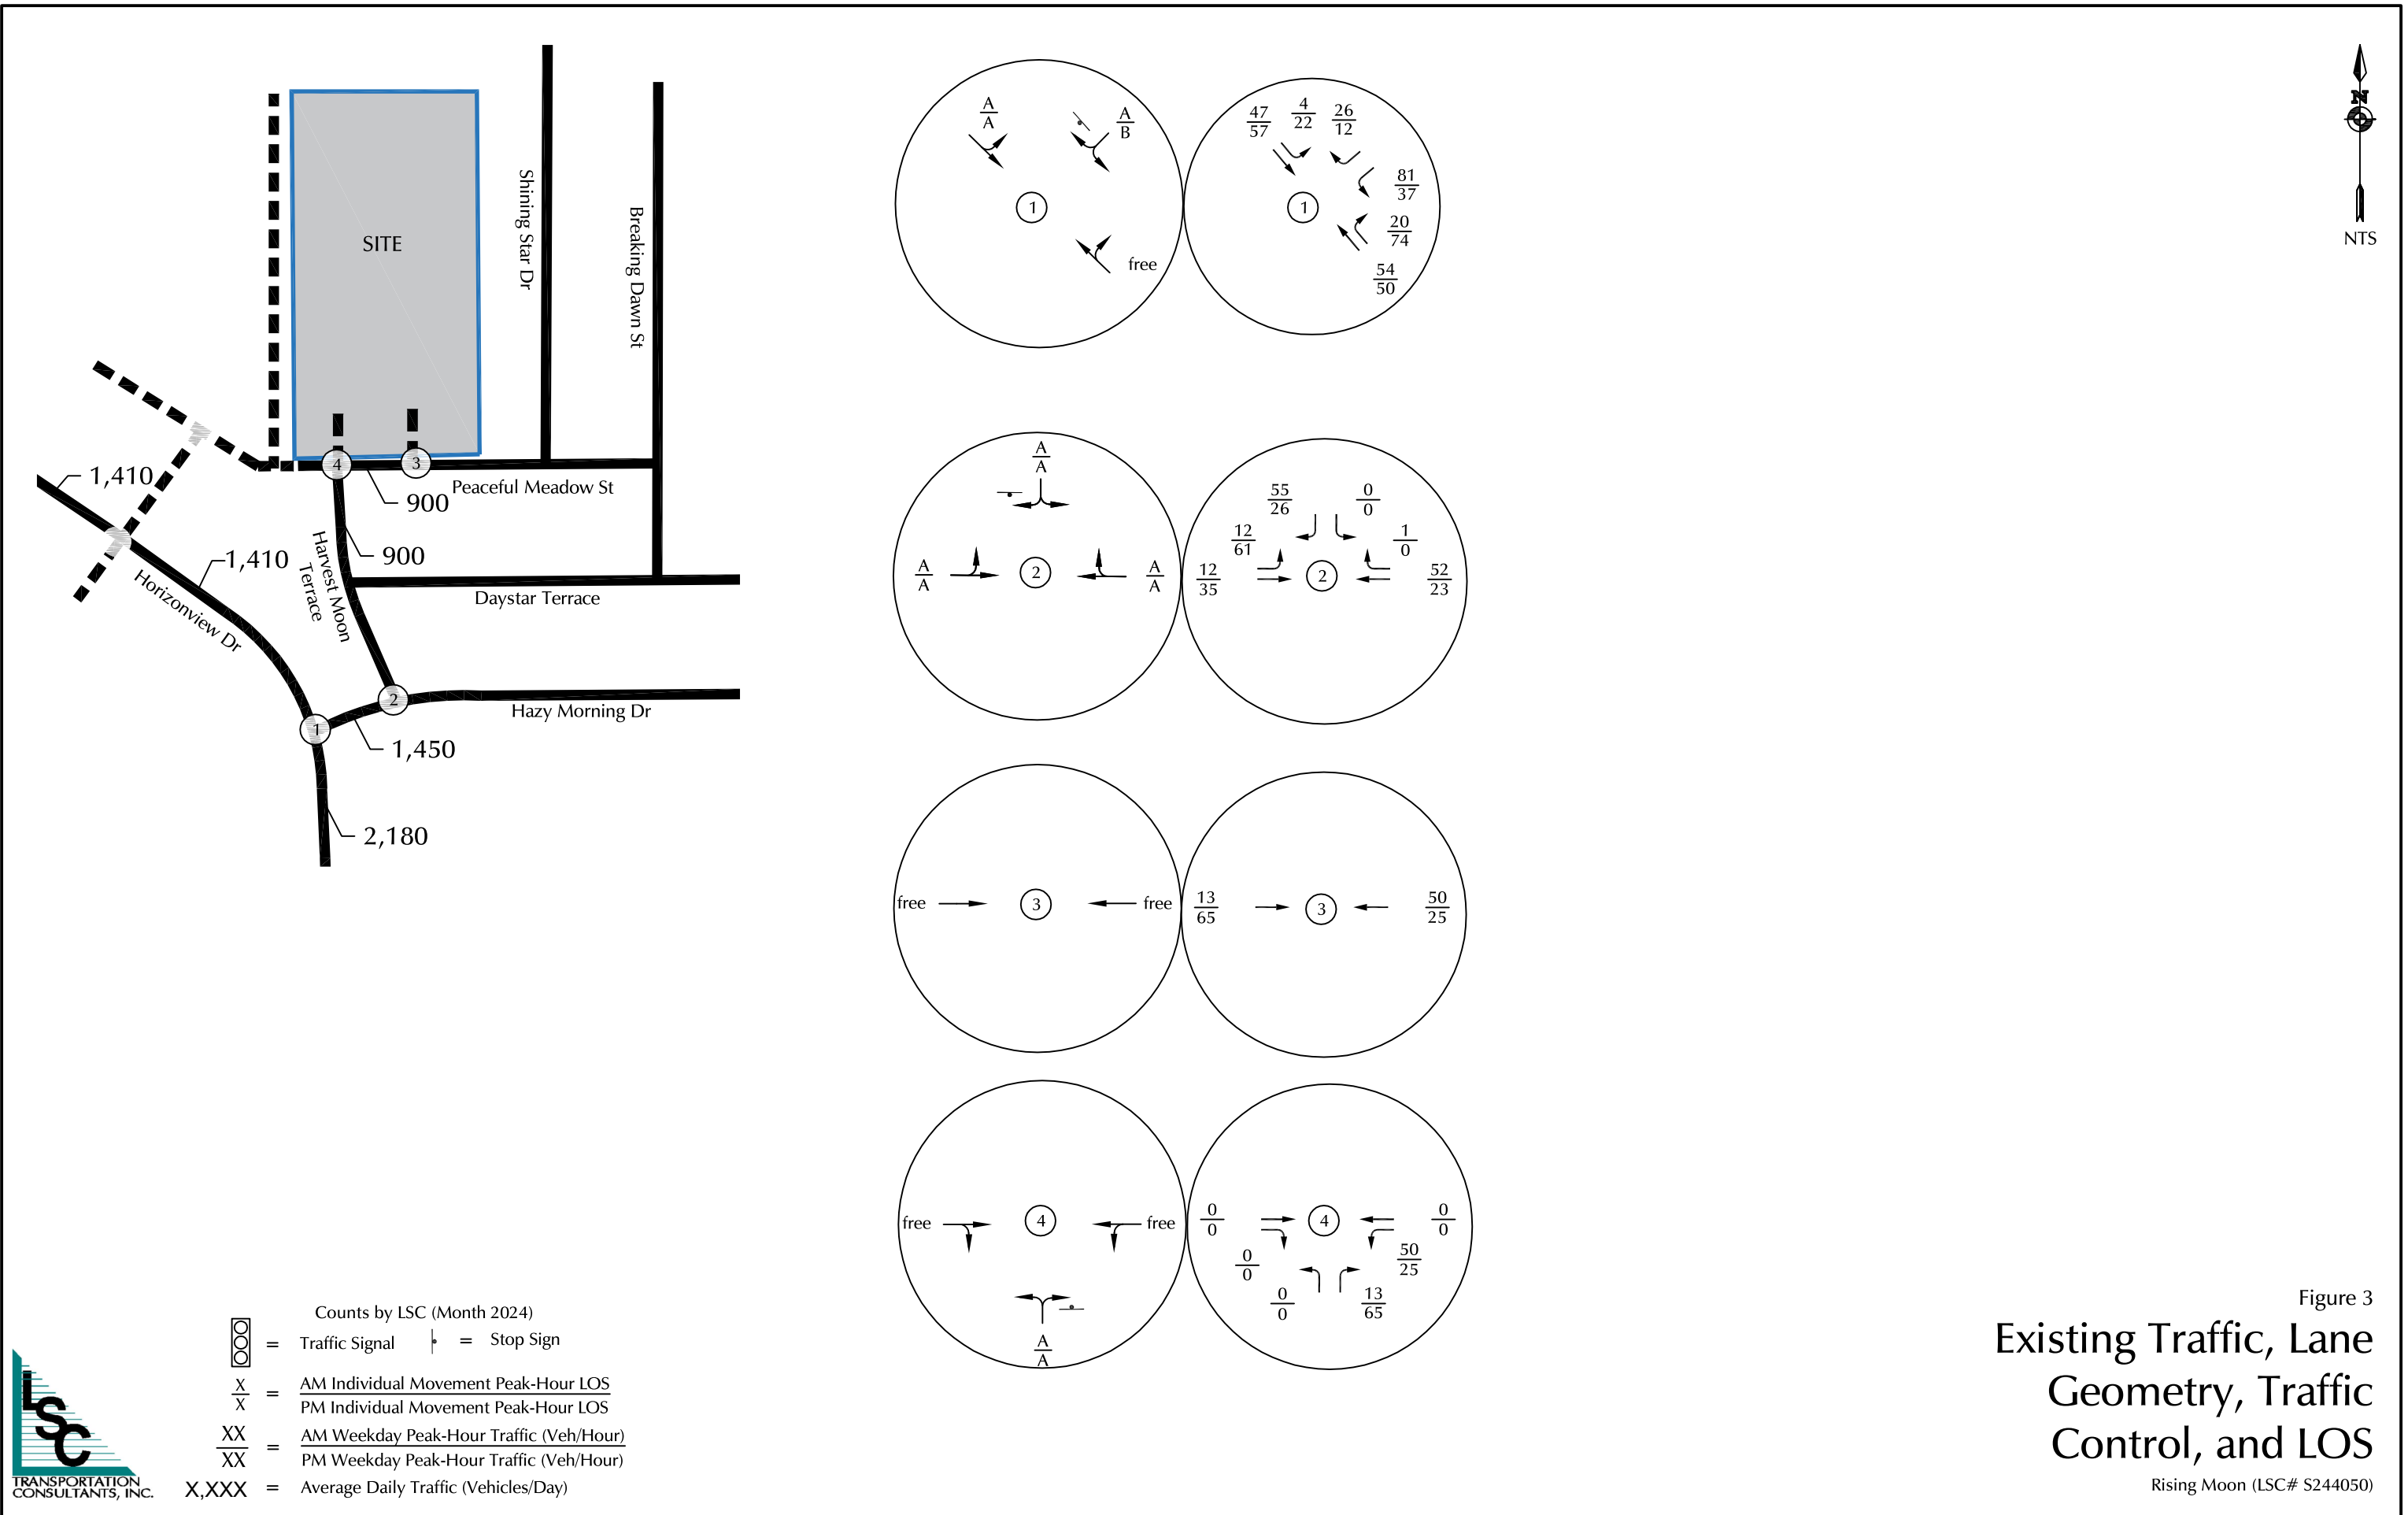 SITE
Shining Star Dr
Breaking Dawn St
4
3
Peaceful Meadow St
1,410
900
900
1,410
Harvest Moon
Terrace
Horizonview Dr
Daystar Terrace
2
1
Hazy Morning Dr
1,450
2,180
A
A
A
B
1
free
47
57
4
22
26
12
1
81
37
20
74
54
50
N
NTS
A
A
A
A
2
A
A
55
26
0
0
12
61
1
0
12
35
2
52
23
free
3
free
13
65
3
50
25
free
4
free
A
A
0
0
4
0
0
0
0
50
25
0
0
13
65
Counts by LSC (Month 2024)
= Traffic Signal = Stop Sign
X
X
=
AM Individual Movement Peak-Hour LOS
PM Individual Movement Peak-Hour LOS
XX
XX
=
AM Weekday Peak-Hour Traffic (Veh/Hour)
PM Weekday Peak-Hour Traffic (Veh/Hour)
X,XXX = Average Daily Traffic (Vehicles/Day)
LSC
TRANSPORTATION
CONSULTANTS, INC.
Figure 3
Existing Traffic, Lane
Geometry, Traffic
Control, and LOS
Rising Moon (LSC# S244050)